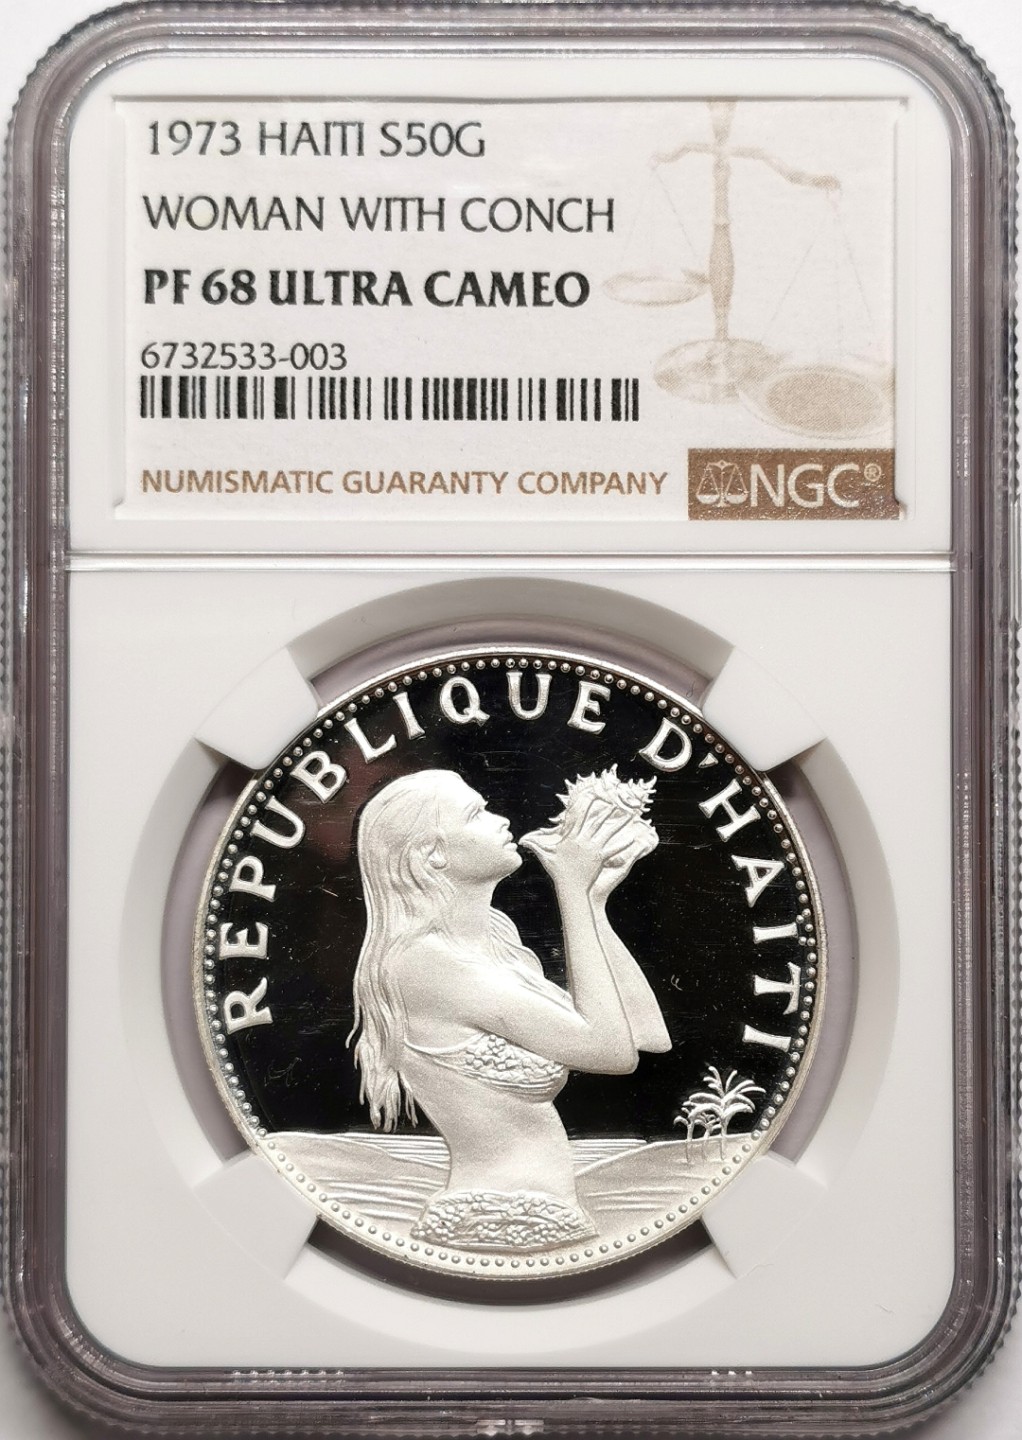 1973 HAITI S50G
WOMAN WITH CONCH
PF 68 ULTRA CAMEO
6732533-003
NUMISMATIC GUARANTY COMPANY
NGC®
REPUBLIQUE D'HAITI